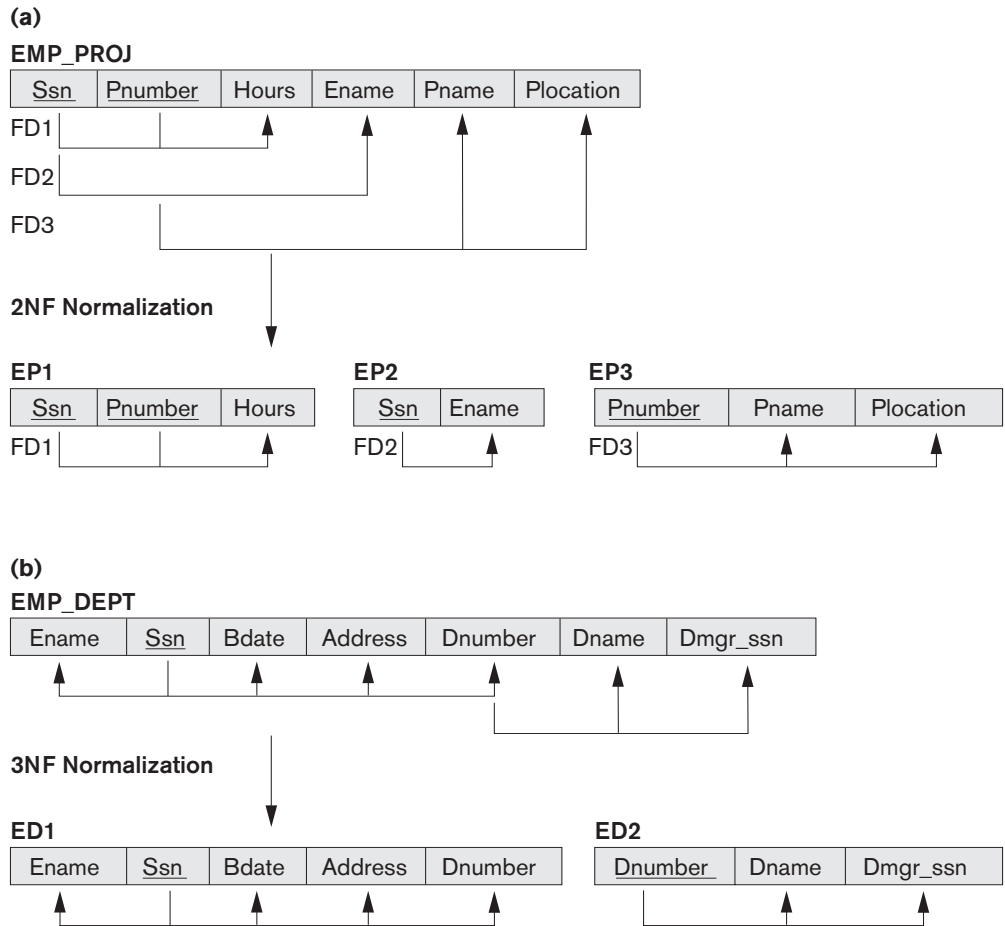 (a)
EMP_PROJ
Ssn Pnumber Hours Ename Pname Plocation
FD1
FD2
FD3
2NF Normalization
EP1 EP2 EP3
Ssn Pnumber Hours Ssn Ename Pnumber Pname Plocation
FD1 FD2 FD3
(b)
EMP_DEPT
Ename Ssn Bdate Address Dnumber Dname Dmgr_ssn
3NF Normalization
ED1 ED2
Ename Ssn Bdate Address Dnumber Dnumber Dname Dmgr_ssn